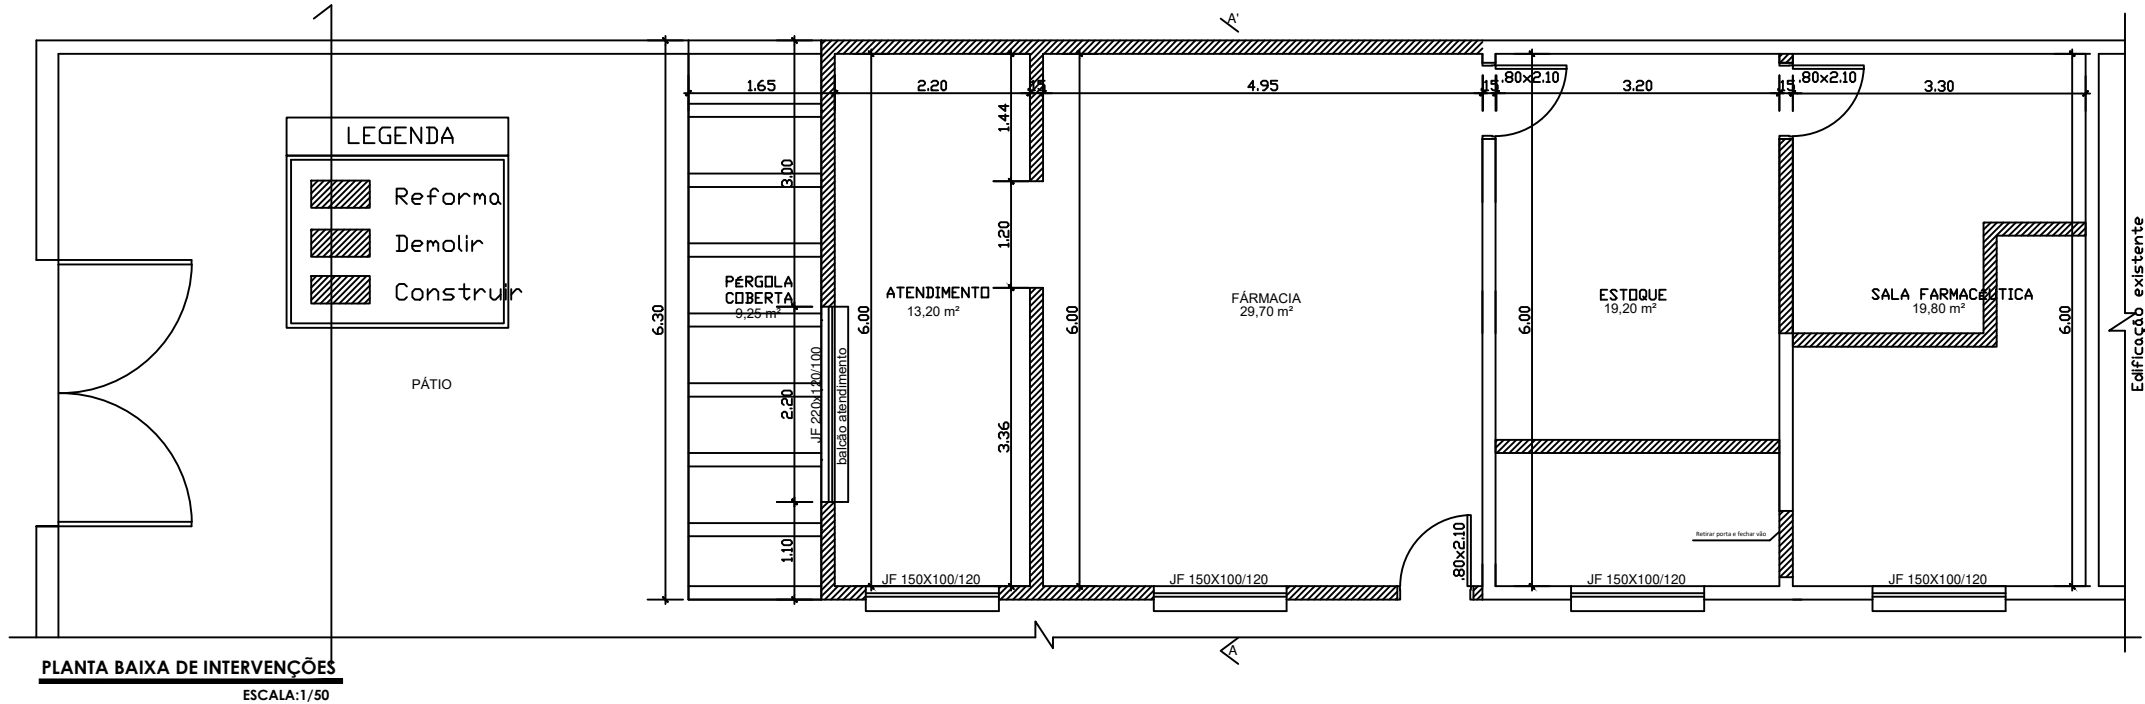 A'
1.65
2.20
15
4.95
15
.80x2.10
3.20
15
.80x2.10
3.30
LEGENDA
Reforma
Demolir
Construir
1.44
3.00
1.20
6.30
PÉRGOLA
COBERTA
9,25 m²
ATENDIMENTO
13,20 m²
FÁRMACIA
29,70 m²
ESTOQUE
19,20 m²
SALA FARMACEUTICA
19,80 m²
6.00
6.00
6.00
6.00
Edificação existente
PÁTIO
JF 220x120/100
balcão atendimento
2.20
3.36
1.10
.80x2.10
Retirar porta e fechar vão
JF 150X100/120
JF 150X100/120
JF 150X100/120
JF 150X100/120
A
PLANTA BAIXA DE INTERVENÇÕES
ESCALA:1/50